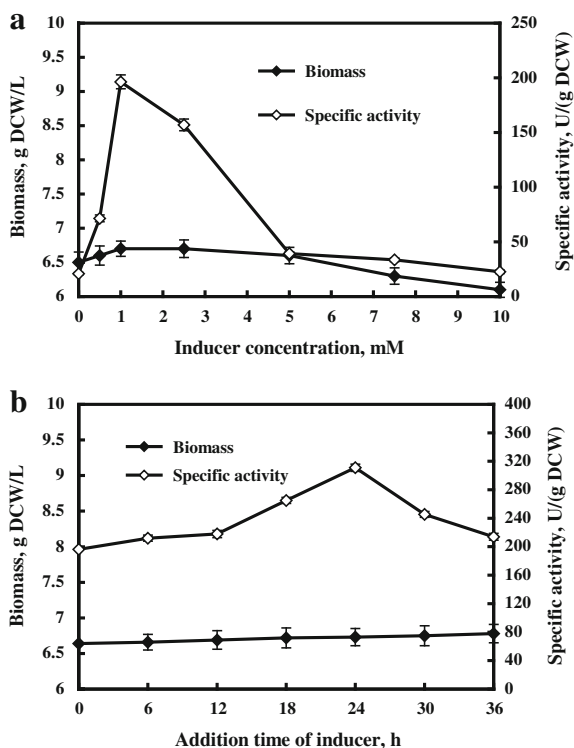 a
10
9.5
9
8.5
8
7.5
7
6.5
6
Biomass, g DCW/L
250
200
150
100
50
0
Specific activity, U/(g DCW)
Biomass
Specific activity
0 1 2 3 4 5 6 7 8 9 10
Inducer concentration, mM
b
10
9.5
9
8.5
8
7.5
7
6.5
6
Biomass, g DCW/L
400
360
320
280
240
200
160
120
80
40
0
Specific activity, U/(g DCW)
Biomass
Specific activity
0 6 12 18 24 30 36
Addition time of inducer, h